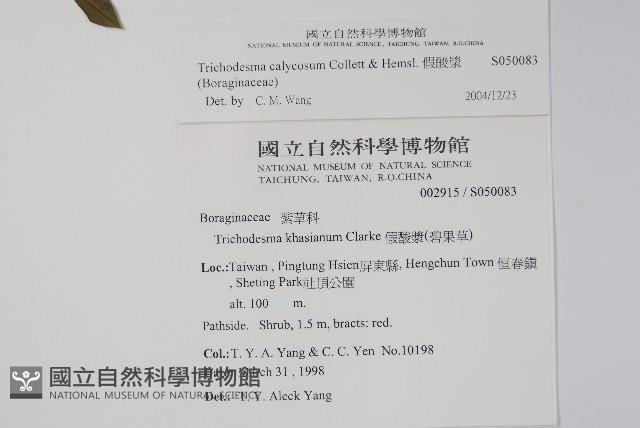 國立自然科學博物館
NATIONAL MUSEUM OF NATURAL SCIENCE, TAICHUNG, TAIWAN, R.O.CHINA
Trichodesma calycosum Collett & Hemsl. 假酸漿 S050083
(Boraginaceae)
Det. by C. M. Wang 2004/12/23
國立自然科學博物館
NATIONAL MUSEUM OF NATURAL SCIENCE
TAICHUNG, TAIWAN, R.O.CHINA
002915 / S050083
Boraginaceae 紫草科
Trichodesma khasianum Clarke 假酸漿(碧果草)
Loc.:Taiwan , Pingtung Hsien屏東縣, Hengchun Town 恒春鎮
, Sheting Park社頂公園
alt. 100 m.
Pathside. Shrub, 1.5 m, bracts: red.
Col.:T. Y. A. Yang & C. C. Yen No.10198
March 31 , 1998
Det.: T. Y. Aleck Yang
國立自然科學博物館
NATIONAL MUSEUM OF NATURAL SCIENCE